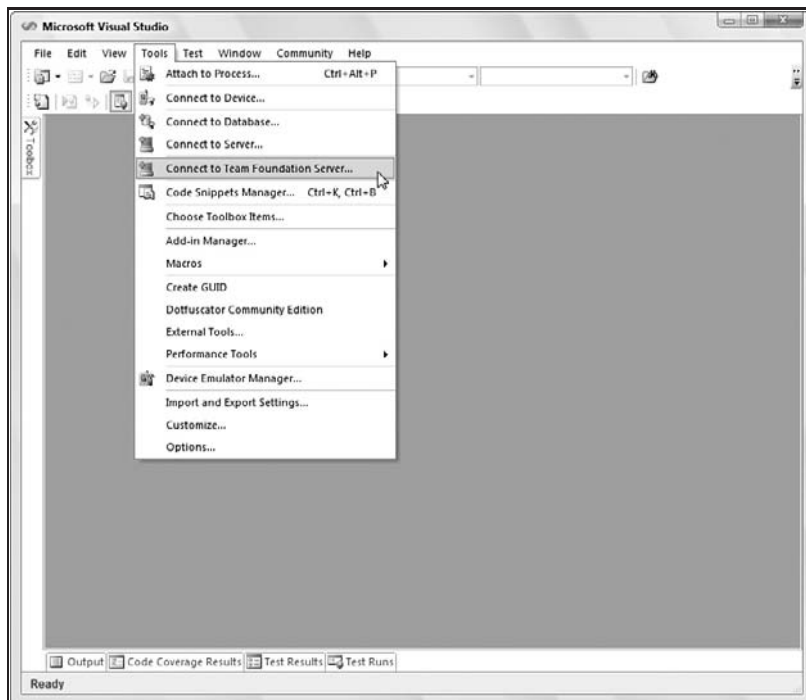 Microsoft Visual Studio
File Edit View Tools Test Window Community Help
Attach to Process... Ctrl+Alt+P
Connect to Device...
Connect to Database...
Connect to Server...
Connect to Team Foundation Server...
Code Snippets Manager... Ctrl+K, Ctrl+B
Choose Toolbox Items...
Add-in Manager...
Macros
Create GUID
Dotfuscator Community Edition
External Tools...
Performance Tools
Device Emulator Manager...
Import and Export Settings...
Customize...
Options...
Toolbox
Output Code Coverage Results Test Results Test Runs
Ready